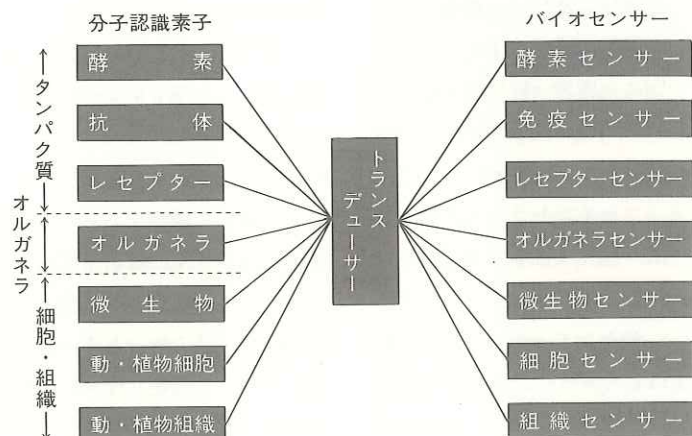 分子認識素子
バイオセンサー
タンパク質
オルガネラ
細胞・組織
酵素
抗体
レセプター
オルガネラ
微生物
動・植物細胞
動・植物組織
トランス
デューサー
酵素センサー
免疫センサー
レセプターセンサー
オルガネラセンサー
微生物センサー
細胞センサー
組織センサー